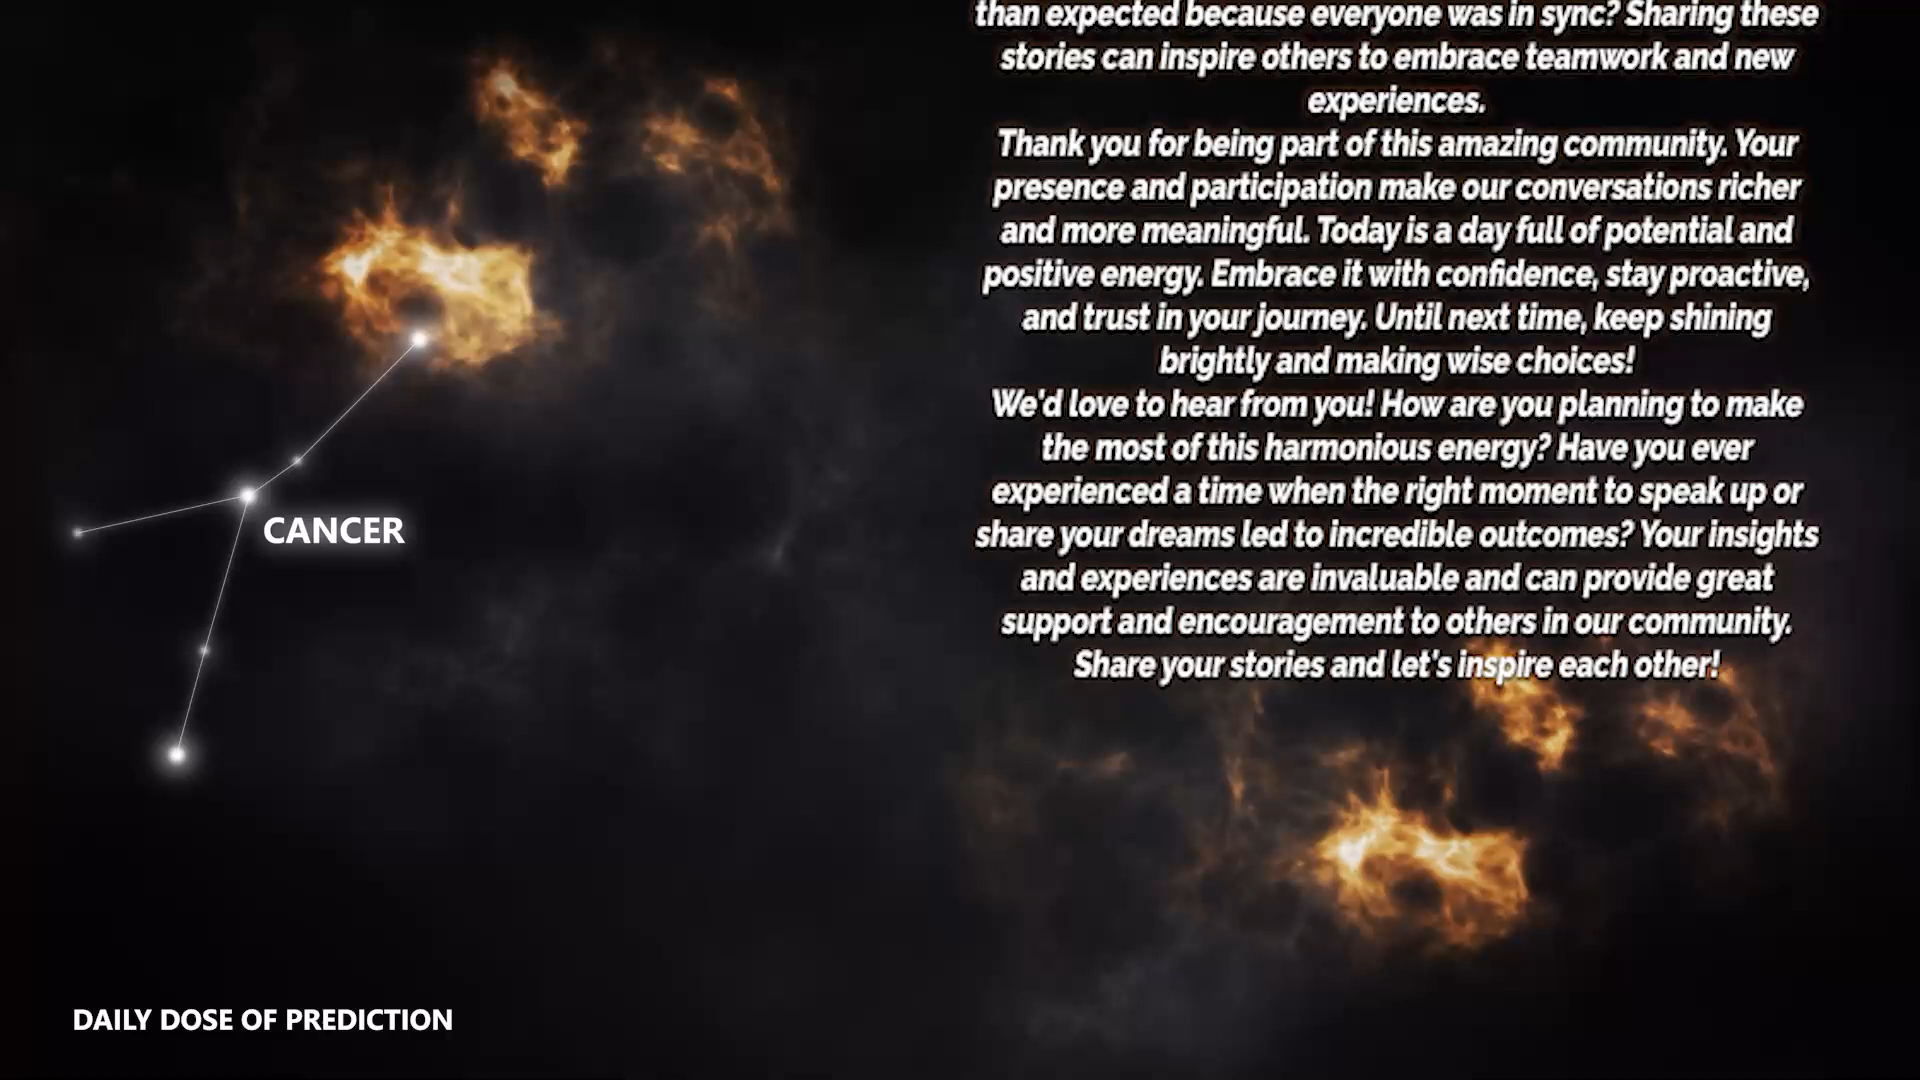 than expected because everyone was in sync? Sharing these
stories can inspire others to embrace teamwork and new
experiences.
Thank you for being part of this amazing community. Your
presence and participation make our conversations richer
and more meaningful. Today is a day full of potential and
positive energy. Embrace it with confidence, stay proactive,
and trust in your journey. Until next time, keep shining
brightly and making wise choices!
We'd love to hear from you! How are you planning to make
the most of this harmonious energy? Have you ever
experienced a time when the right moment to speak up or
share your dreams led to incredible outcomes? Your insights
and experiences are invaluable and can provide great
support and encouragement to others in our community.
Share your stories and let's inspire each other!
CANCER
DAILY DOSE OF PREDICTION